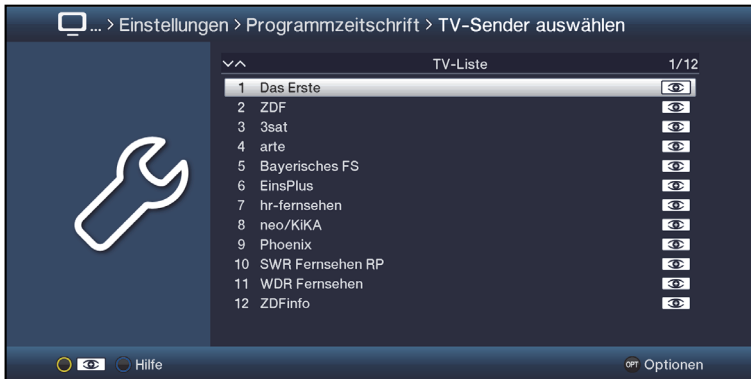 ... > Einstellungen > Programmzeitschrift > TV-Sender auswählen
TV-Liste 1/12
1 Das Erste
2 ZDF
3 3sat
4 arte
5 Bayerisches FS
6 EinsPlus
7 hr-fernsehen
8 neo/KiKA
9 Phoenix
10 SWR Fernsehen RP
11 WDR Fernsehen
12 ZDFinfo
Hilfe OPT Optionen